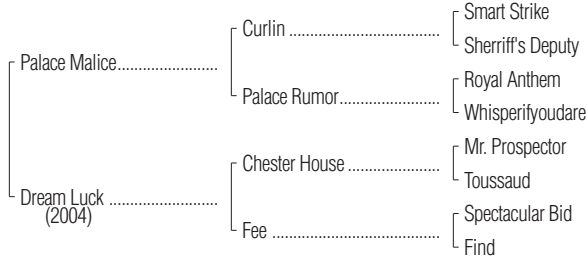 Smart Strike
Curlin ........................................
Sherriff's Deputy
Palace Malice........................
Royal Anthem
Palace Rumor........................
Whisperifyoudare
Mr. Prospector
Chester House ......................
Toussaud
Dream Luck ..........................
(2004)
Spectacular Bid
Fee ........................................
Find